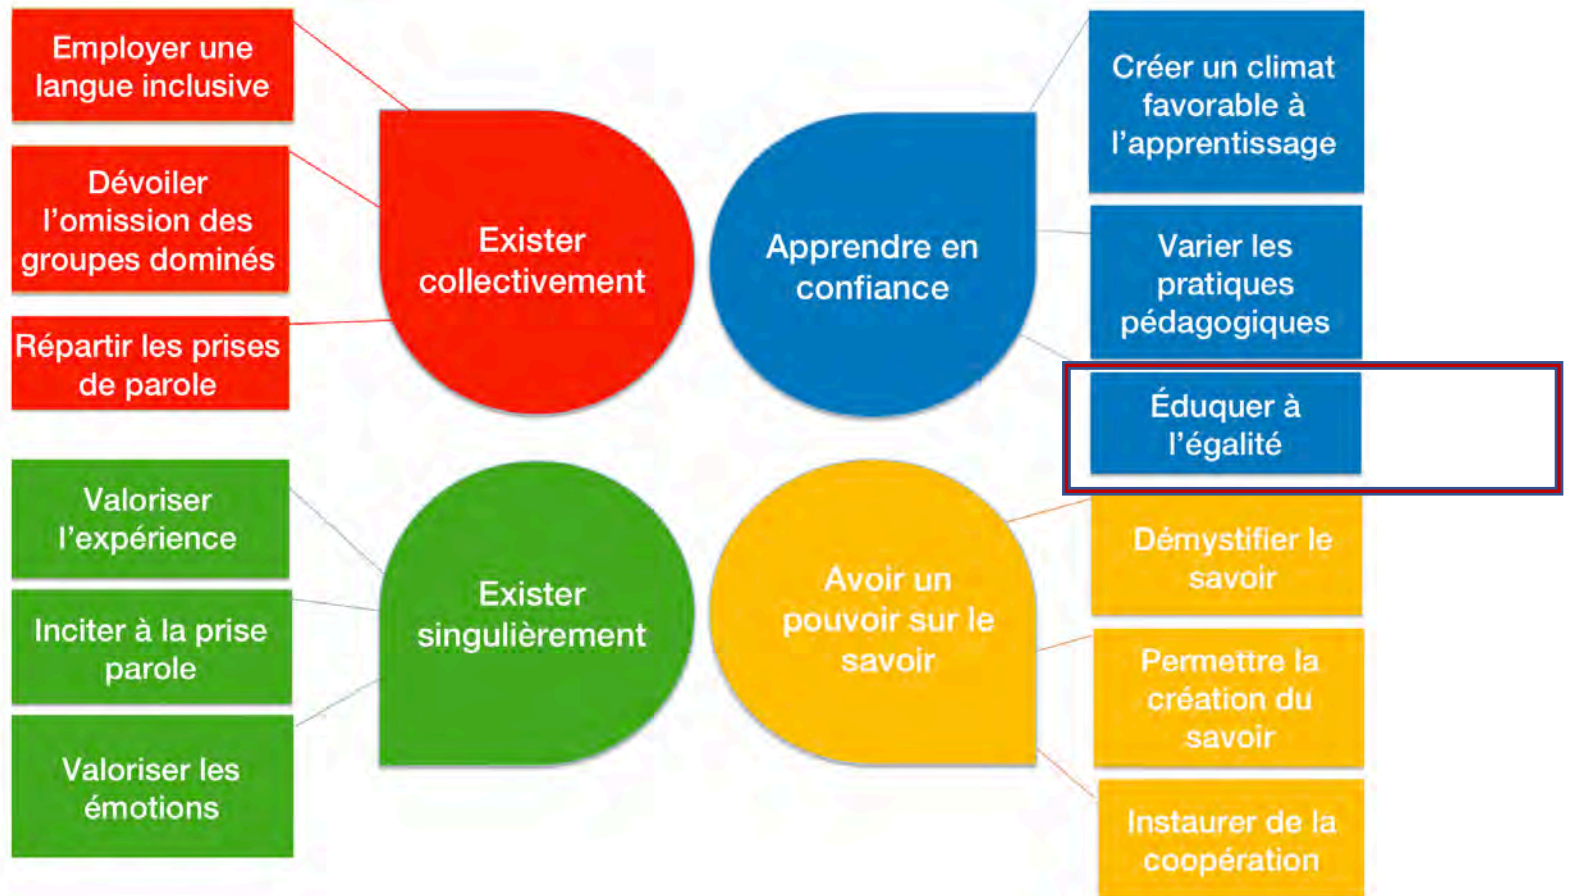 Employer une
langue inclusive
Dévoiler
l'omission des
groupes dominés
Répartir les prises
de parole
Exister
collectivement
Apprendre en
confiance
Créer un climat
favorable à
l'apprentissage
Varier les
pratiques
pédagogiques
Éduquer à
l'égalité
Valoriser
l'expérience
Inciter à la prise
parole
Valoriser les
émotions
Exister
singulièrement
Avoir un
pouvoir sur le
savoir
Démystifier le
savoir
Permettre la
création du
savoir
Instaurer de la
coopération